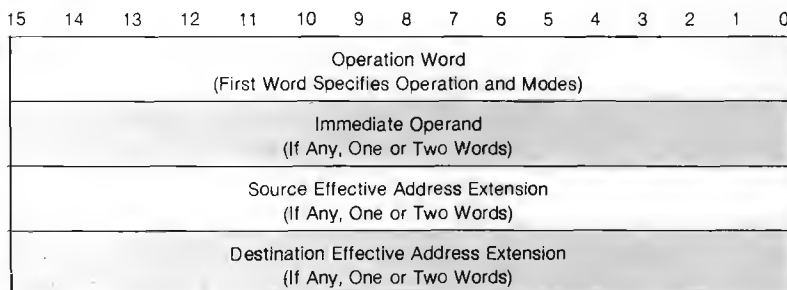 15 14 13 12 11 10 9 8 7 6 5 4 3 2 1 0
Operation Word
(First Word Specifies Operation and Modes)
Immediate Operand
(If Any, One or Two Words)
Source Effective Address Extension
(If Any, One or Two Words)
Destination Effective Address Extension
(If Any, One or Two Words)